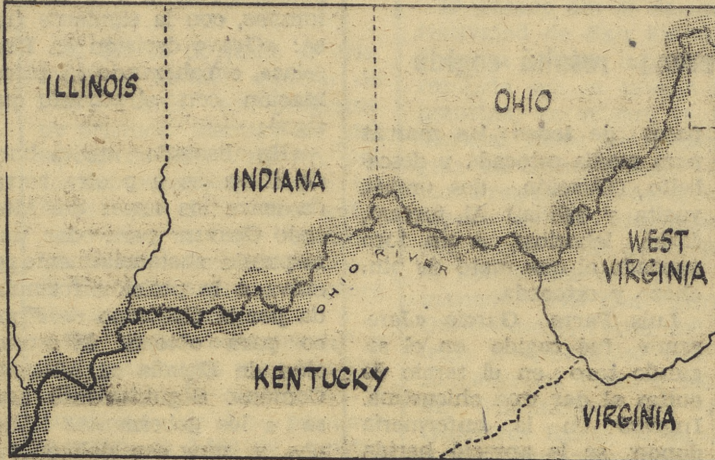 ILLINOIS
OHIO
INDIANA
WEST
VIRGINIA
OHIO RIVER
KENTUCKY
VIRGINIA